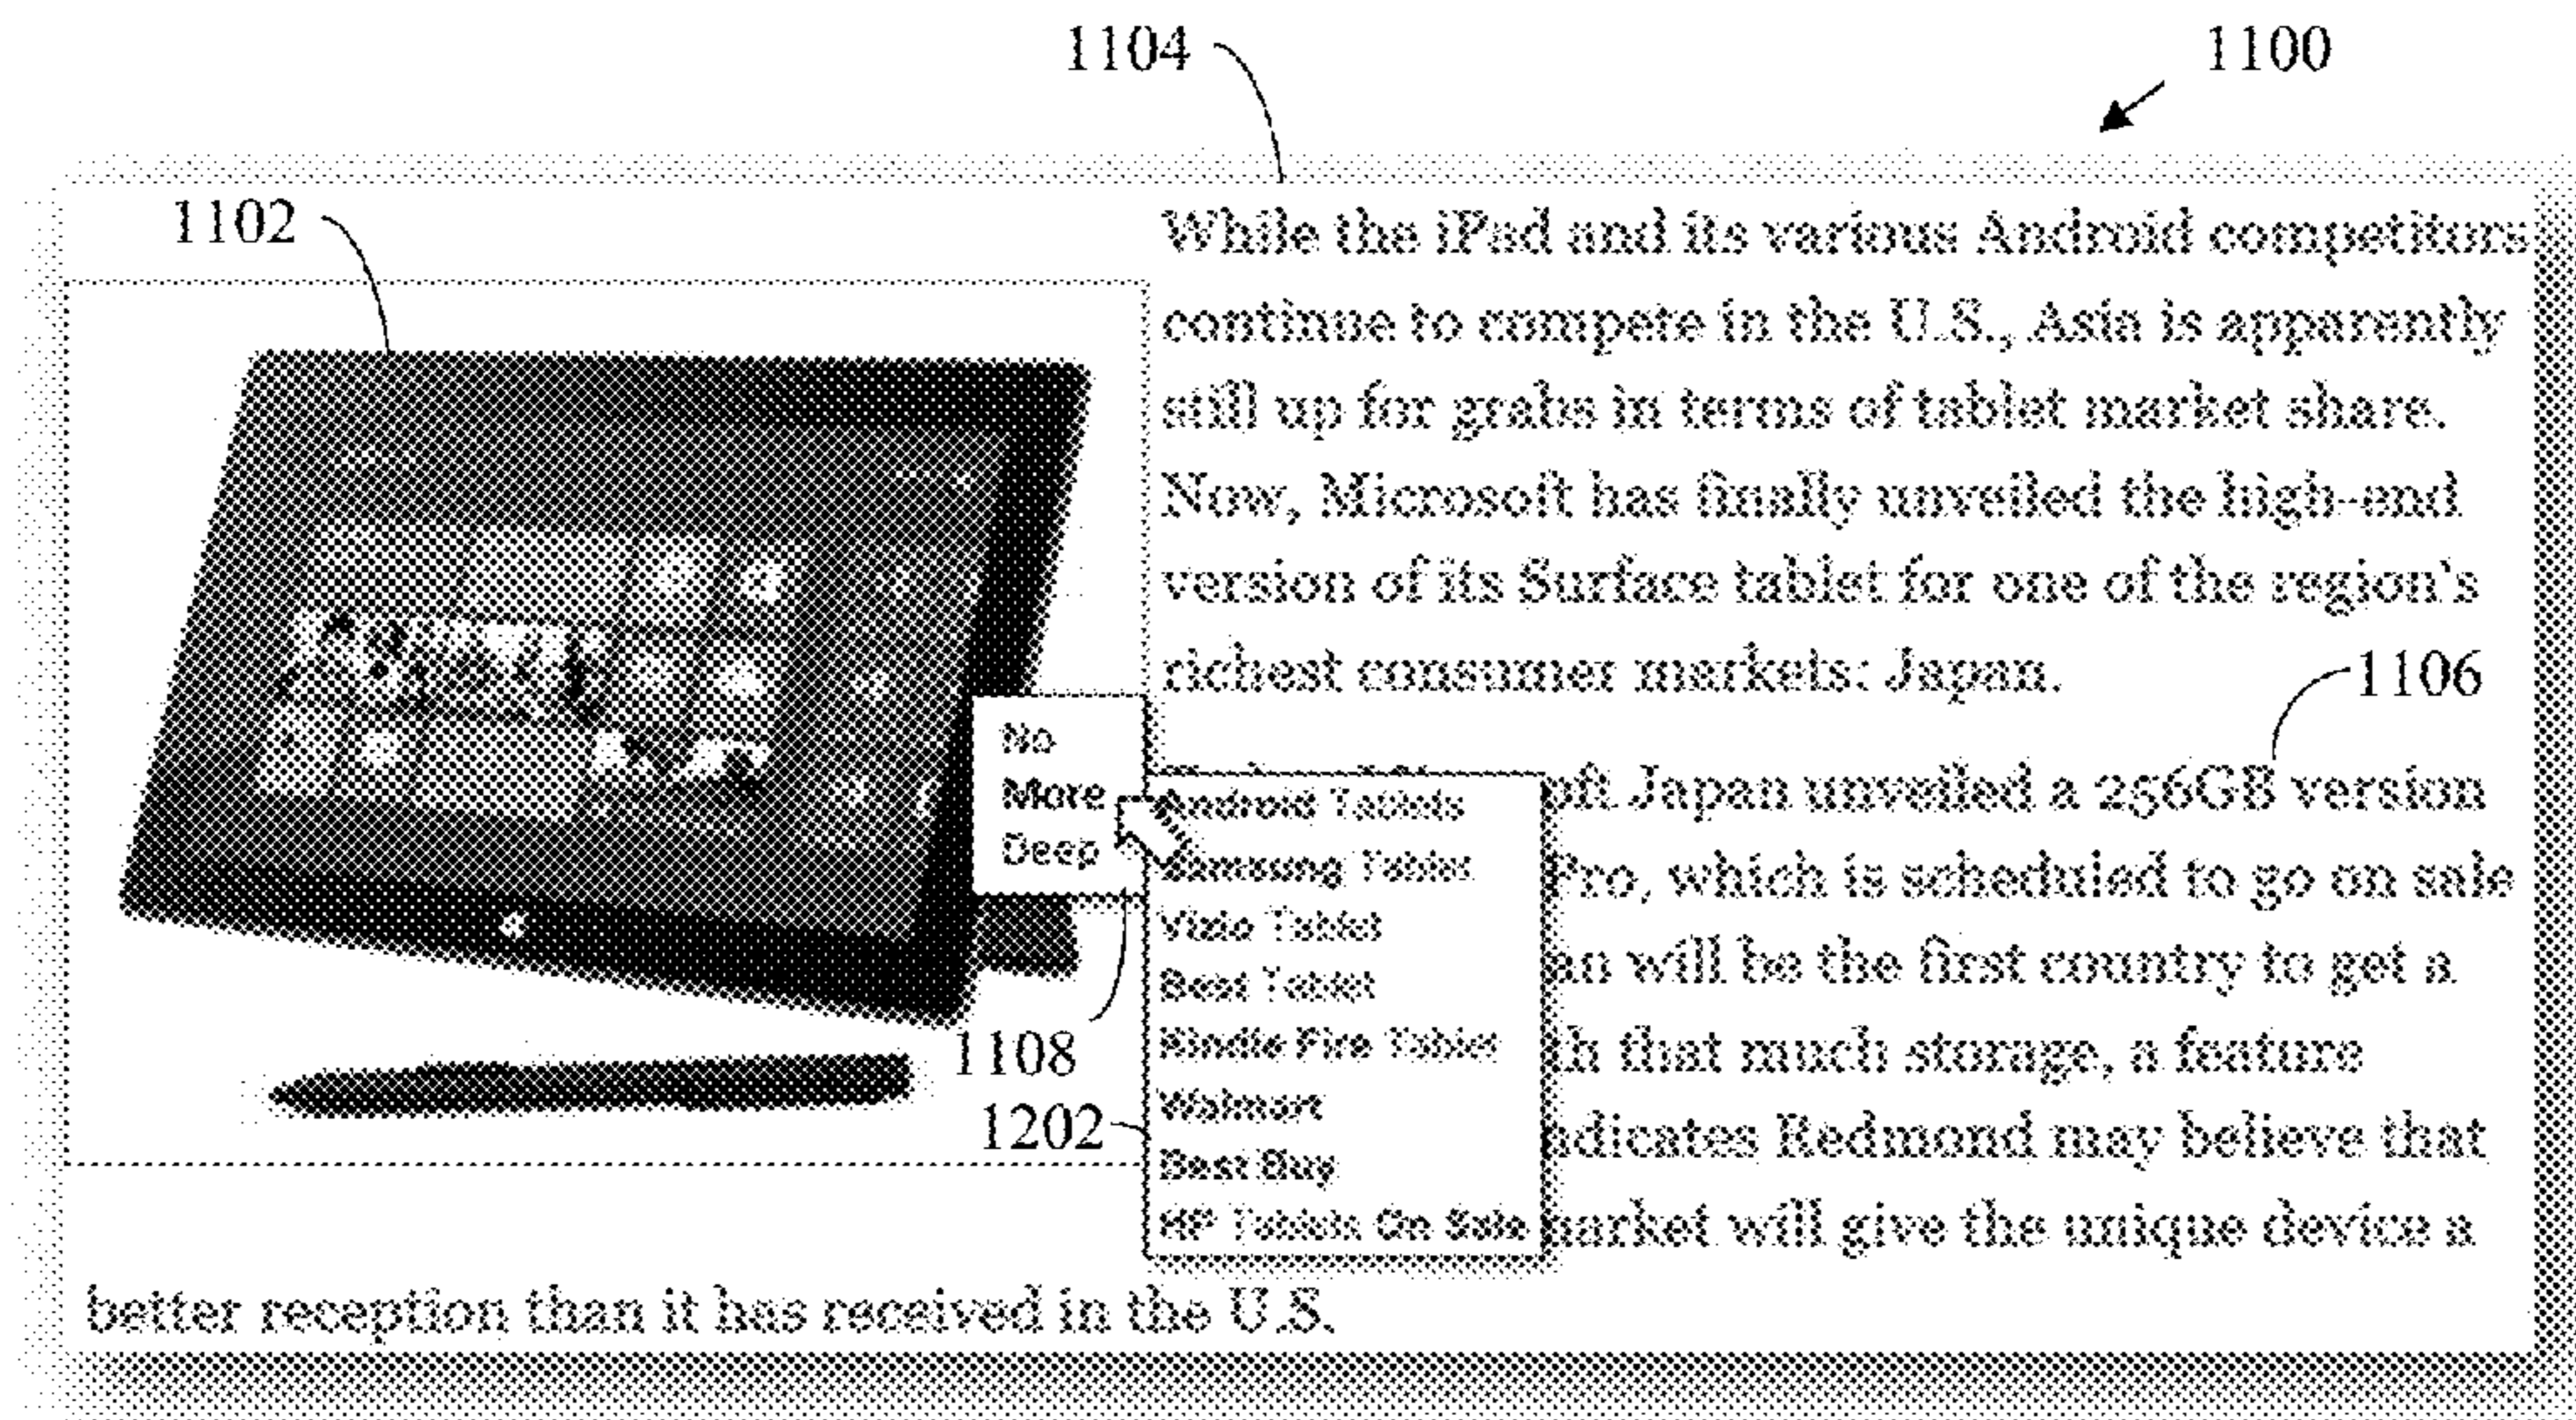 1104
1100
1102
While the iPad and its various Android competitors
continue to compete in the U.S., Asia is apparently
still up for grabs in terms of tablet market share.
Now, Microsoft has finally unveiled the high-end
version of its Surface tablet for one of the region's
richest consumer markets: Japan.
1106
No
More
Deep
1108
1202
Android Tablets
Samsung Tablet
Vizio Tablet
Best Tablet
Kindle Fire Tablet
Walmart
Best Buy
HP Tablets On Sale
oft Japan unveiled a 256GB version
Pro, which is scheduled to go on sale
an will be the first country to get a
h that much storage, a feature
ndicates Redmond may believe that
market will give the unique device a
better reception than it has received in the U.S.